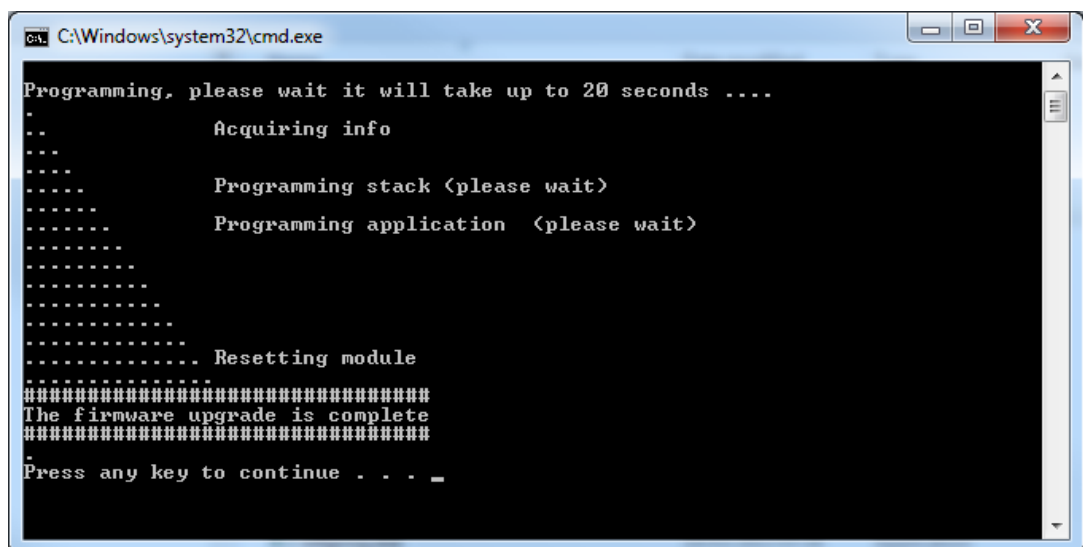 C:\Windows\system32\cmd.exe
Programming, please wait it will take up to 20 seconds ....
.
.. Acquiring info
...
....
..... Programming stack (please wait)
......
....... Programming application  (please wait)
........
.........
..........
...........
............
.............
.............. Resetting module
...............
################################
The firmware upgrade is complete
################################
.
Press any key to continue . . . _